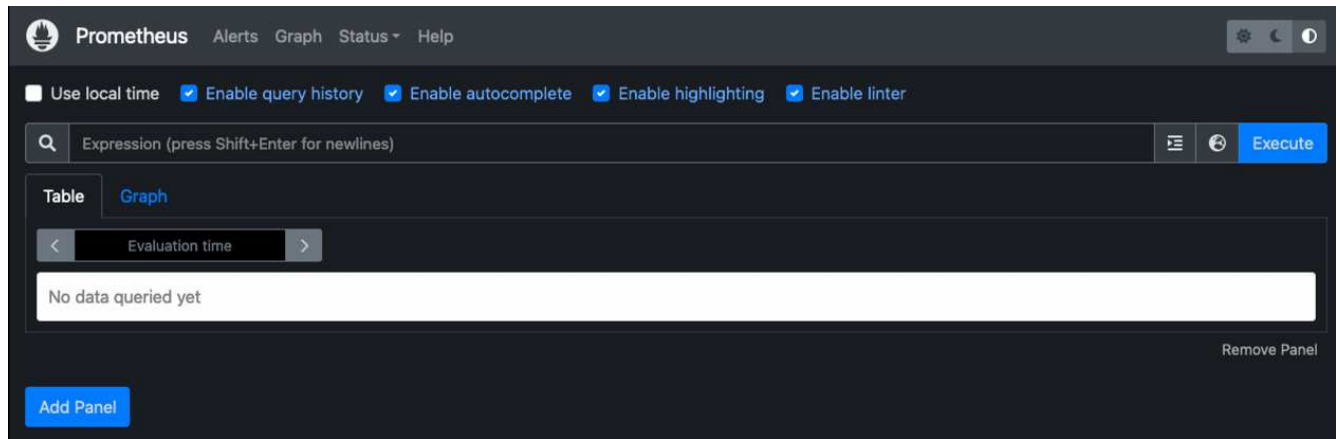 Prometheus Alerts Graph Status Help
Use local time Enable query history Enable autocomplete Enable highlighting Enable linter
Expression (press Shift+Enter for newlines) Execute
Table Graph
Evaluation time
No data queried yet
Remove Panel
Add Panel